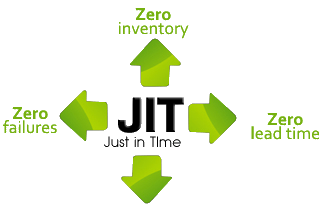 Zero
inventory
Zero
failures
JIT
Just in TIme
Zero
lead time